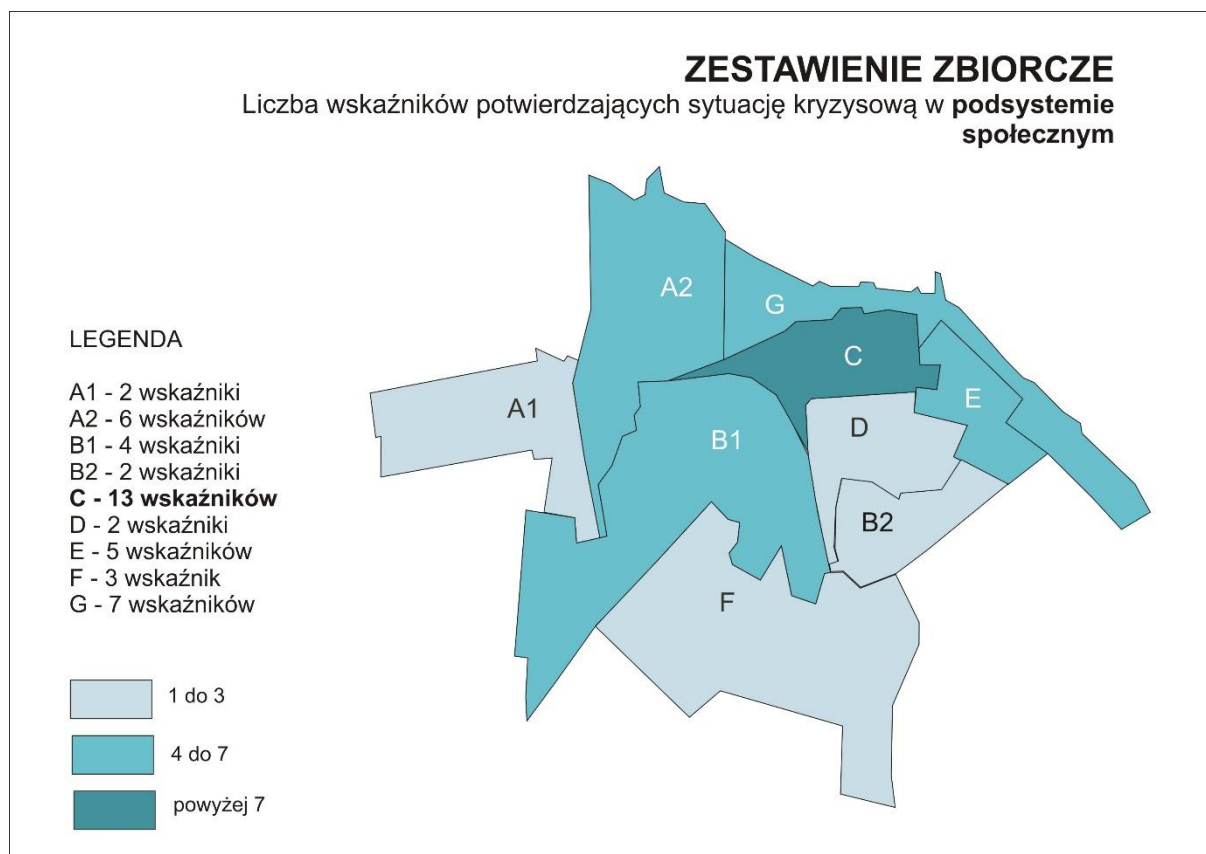 ZESTAWIENIE ZBIORCZE
Liczba wskaźników potwierdzających sytuację kryzysową w podsystemie
społecznym
A2
G
C
A1
E
D
B1
B2
F
LEGENDA
A1 - 2 wskaźniki
A2 - 6 wskaźników
B1 - 4 wskaźniki
B2 - 2 wskaźniki
C - 13 wskaźników
D - 2 wskaźniki
E - 5 wskaźników
F - 3 wskaźnik
G - 7 wskaźników
1 do 3
4 do 7
powyżej 7